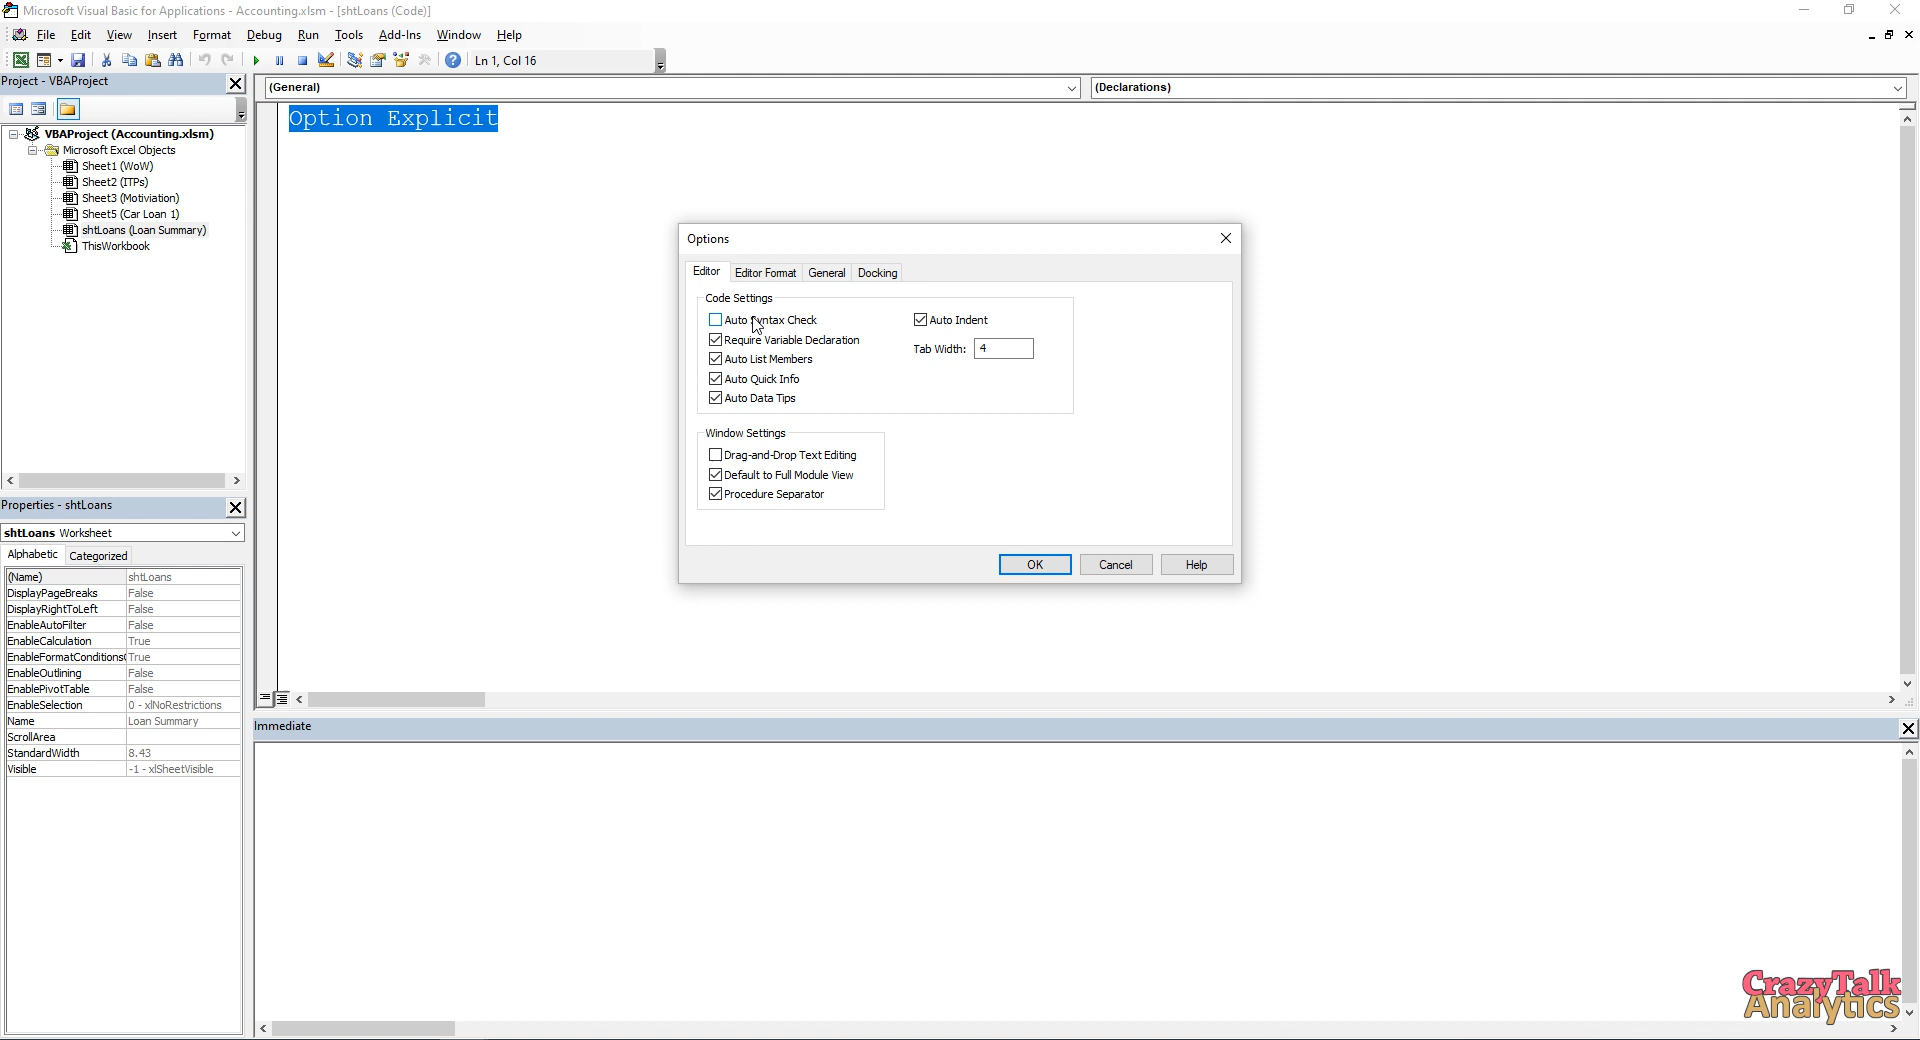 Microsoft Visual Basic for Applications - Accounting.xlsm - [shtLoans (Code)]
File Edit View Insert Format Debug Run Tools Add-Ins Window Help
Ln 1, Col 16
Project - VBAProject
(General) (Declarations)
Option Explicit
VBAProject (Accounting.xlsm)
Microsoft Excel Objects
Sheet1 (WoW)
Sheet2 (ITPs)
Sheet3 (Motiviation)
Sheet5 (Car Loan 1)
shtLoans (Loan Summary)
ThisWorkbook
Options
Editor Editor Format General Docking
Code Settings
Auto Syntax Check Auto Indent
Require Variable Declaration
Tab Width: 4
Auto List Members
Auto Quick Info
Auto Data Tips
Window Settings
Drag-and-Drop Text Editing
Default to Full Module View
Procedure Separator
OK Cancel Help
Properties - shtLoans
shtLoans Worksheet
Alphabetic Categorized
(Name) shtLoans
DisplayPageBreaks False
DisplayRightToLeft False
EnableAutoFilter False
EnableCalculation True
EnableFormatConditions True
EnableOutlining False
EnablePivotTable False
EnableSelection 0 - xlNoRestrictions
Name Loan Summary
ScrollArea
StandardWidth 8.43
Visible -1 - xlSheetVisible
Immediate
CrazyTalk
Analytics